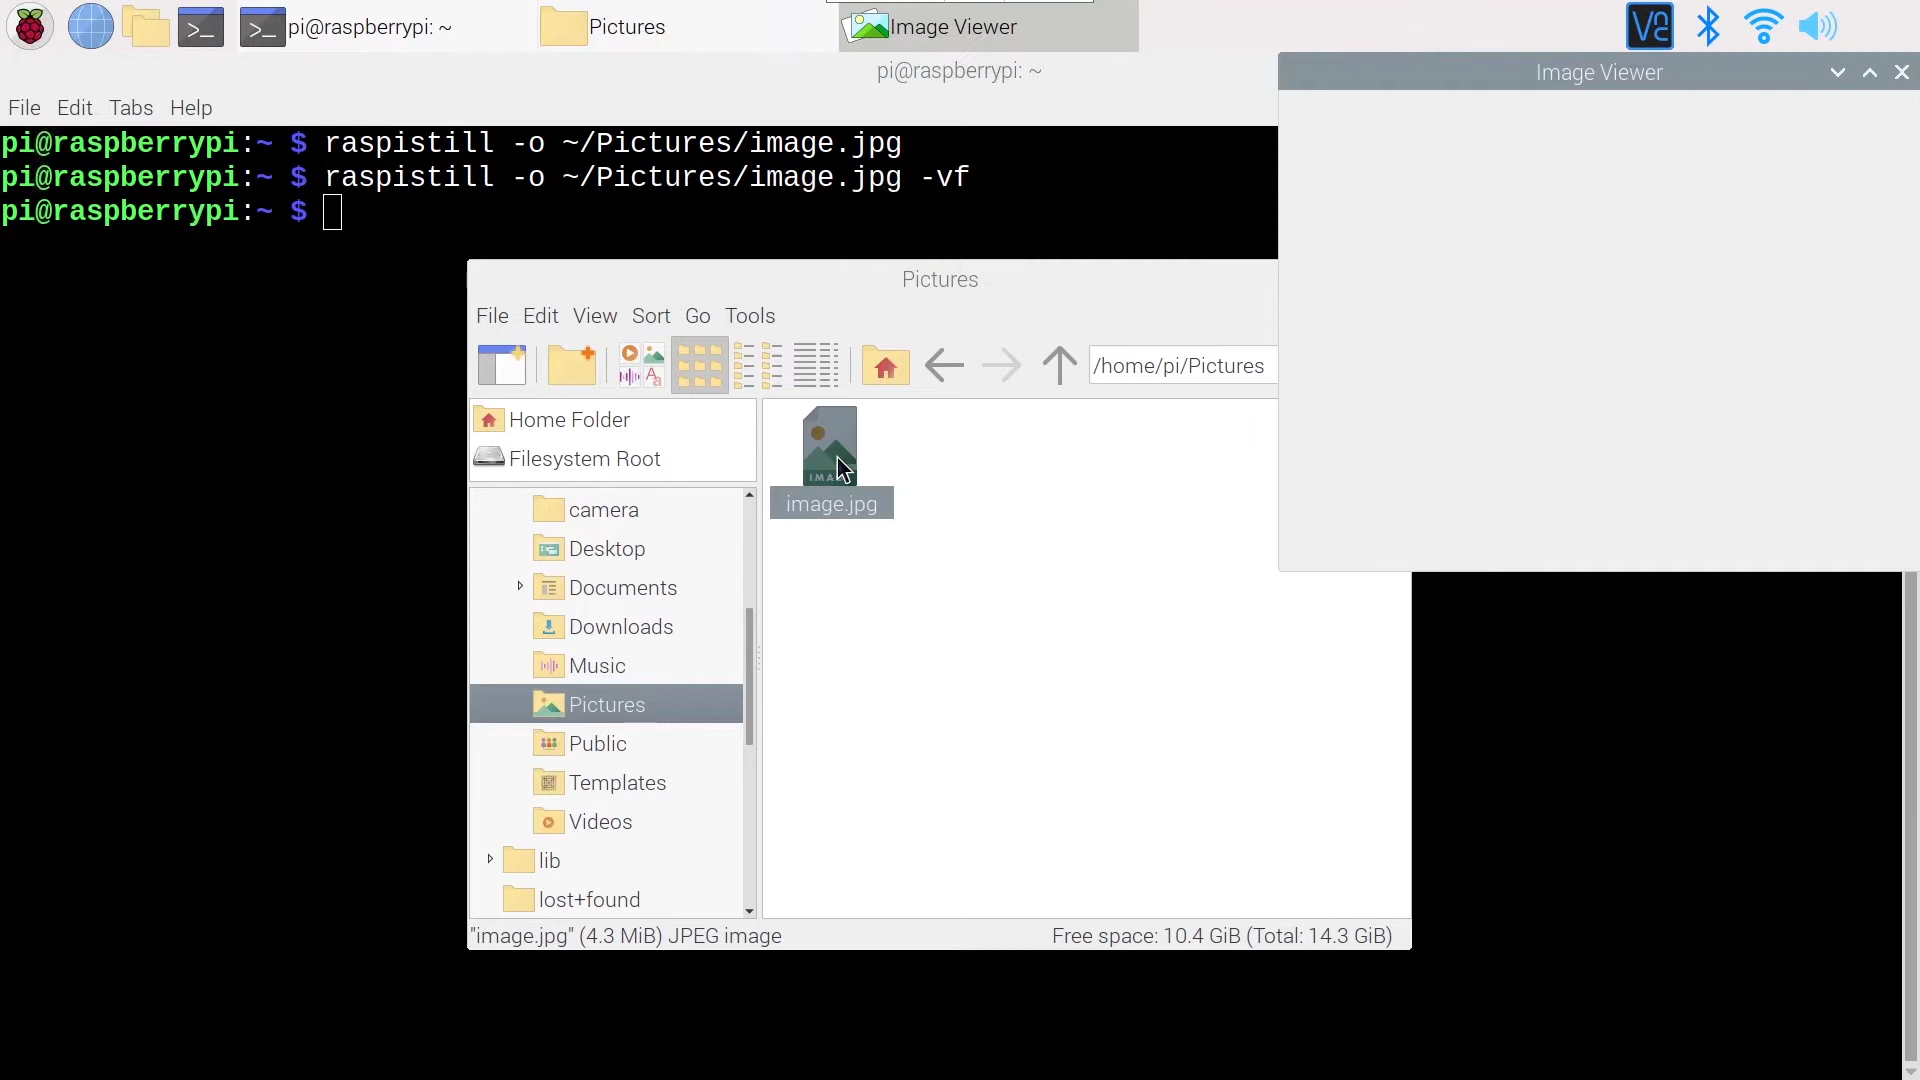 pi@raspberrypi: ~
Pictures
Image Viewer
pi@raspberrypi: ~
Image Viewer
File Edit Tabs Help
pi@raspberrypi:~ $ raspistill -o ~/Pictures/image.jpg
pi@raspberrypi:~ $ raspistill -o ~/Pictures/image.jpg -vf
pi@raspberrypi:~ $
Pictures
File Edit View Sort Go Tools
/home/pi/Pictures
Home Folder
Filesystem Root
camera
Desktop
Documents
Downloads
Music
Pictures
Public
Templates
Videos
lib
lost+found
image.jpg
"image.jpg" (4.3 MiB) JPEG image
Free space: 10.4 GiB (Total: 14.3 GiB)